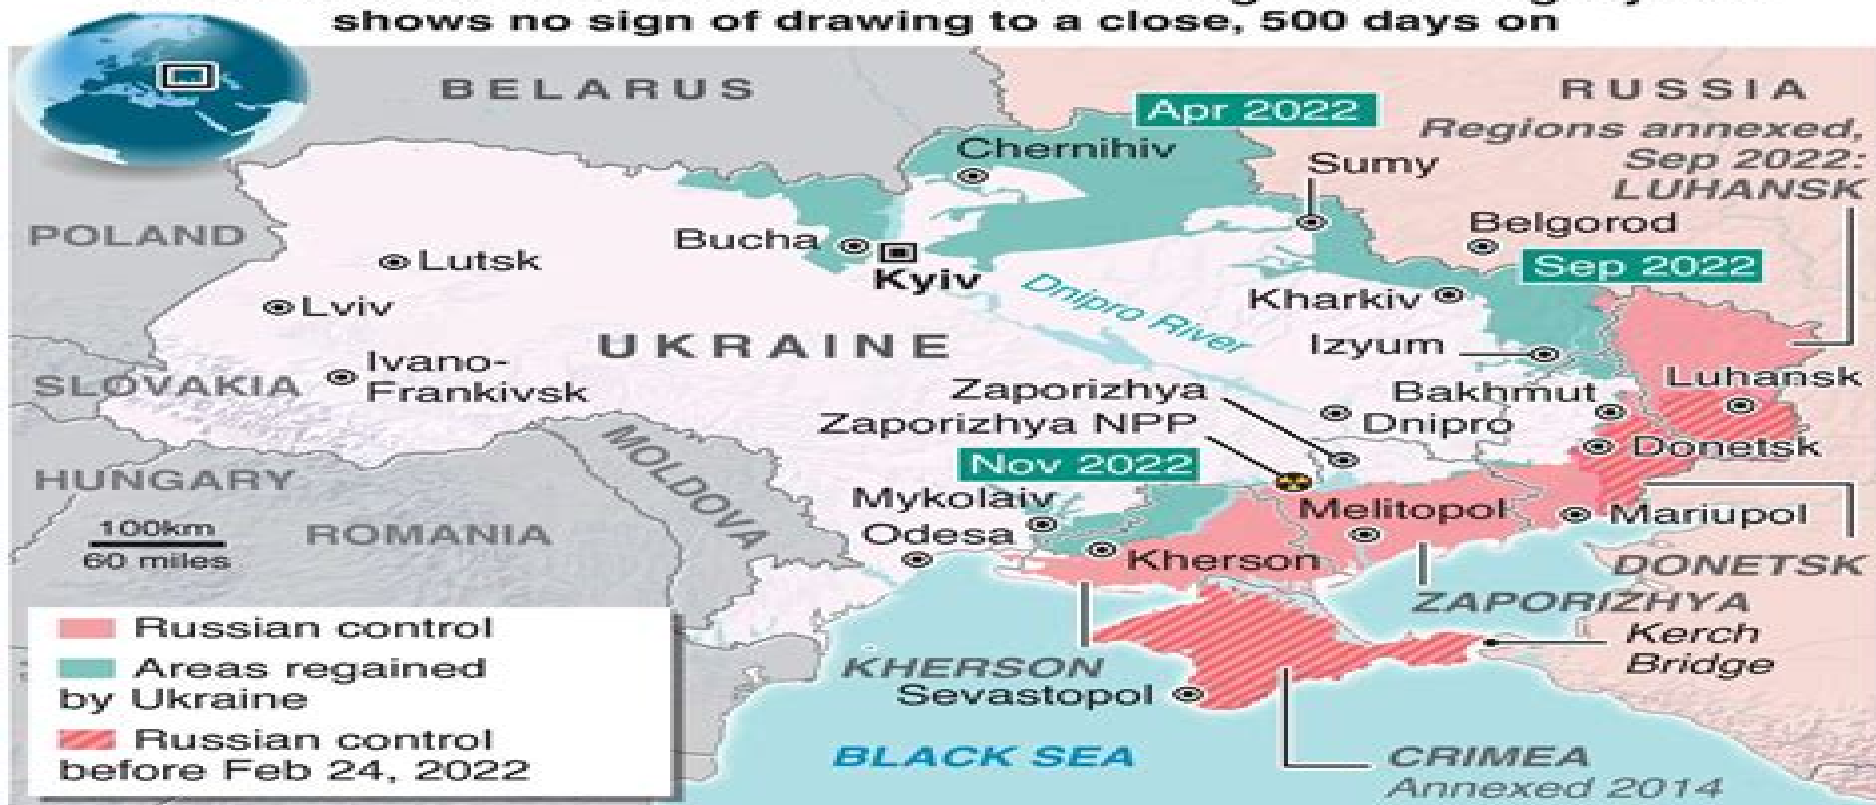 shows no sign of drawing to a close, 500 days on
BELARUS
RUSSIA
Apr 2022
Regions annexed,
Sep 2022:
LUHANSK
Chernihiv
Sumy
POLAND
Belgorod
Bucha
Lutsk
Kyiv
Sep 2022
Dnipro River
Kharkiv
Lviv
UKRAINE
Izyum
Ivano-
Frankivsk
SLOVAKIA
Zaporizhya
Bakhmut
Luhansk
Zaporizhya NPP
Dnipro
Donetsk
MOLDOVA
Nov 2022
HUNGARY
Mykolaiv
Melitopol
Mariupol
100km
60 miles
ROMANIA
Odesa
Kherson
DONETSK
ZAPORIZHYA
Russian control
Kerch
Bridge
Areas regained
by Ukraine
KHERSON
Sevastopol
Russian control
before Feb 24, 2022
BLACK SEA
CRIMEA
Annexed 2014